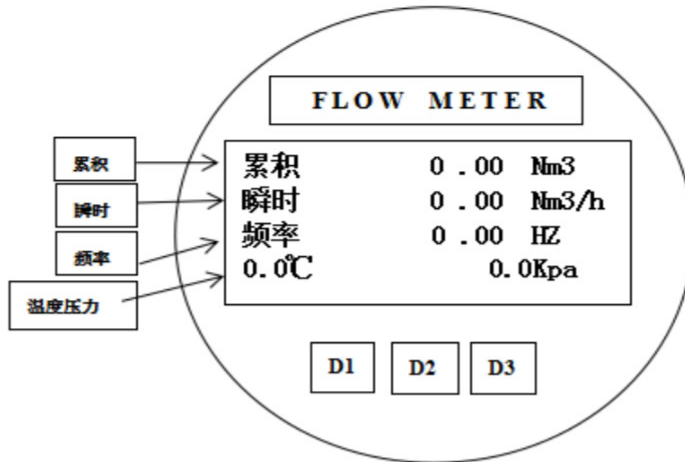 FLOW METER
累积
累积 0.00 Nm3
瞬时
瞬时 0.00 Nm3/h
频率
频率 0.00 HZ
温度压力
0.0℃ 0.0Kpa
D1 D2 D3